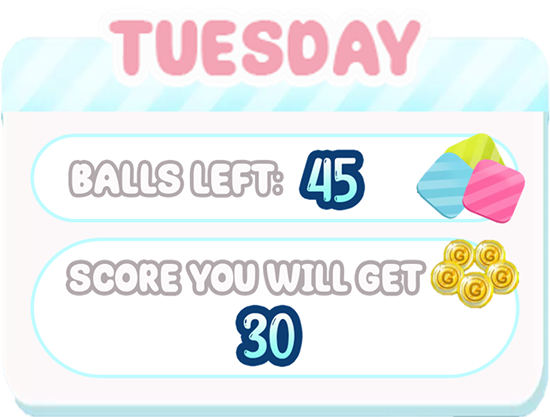 TUESDAY
BALLS LEFT: 45
SCORE YOU WILL GET
G G G G G
30